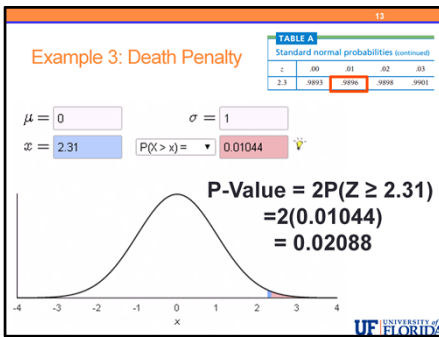 13
TABLE A
Standard normal probabilities (continued)
z .00 .01 .02 .03
2.3 .9893 .9896 .9898 .9901
Example 3: Death Penalty
μ = 0 σ = 1
x = 2.31 P(X > x) = ▼ 0.01044
P-Value = 2P(Z ≥ 2.31)
=2(0.01044)
= 0.02088
-4 -3 -2 -1 0 1 2 3 4
x
UF UNIVERSITY of
FLORIDA